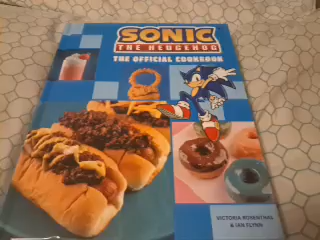 SONIC
THE HEDGEHOG
THE OFFICIAL COOKBOOK
VICTORIA ROSENTHAL
& IAN FLYNN